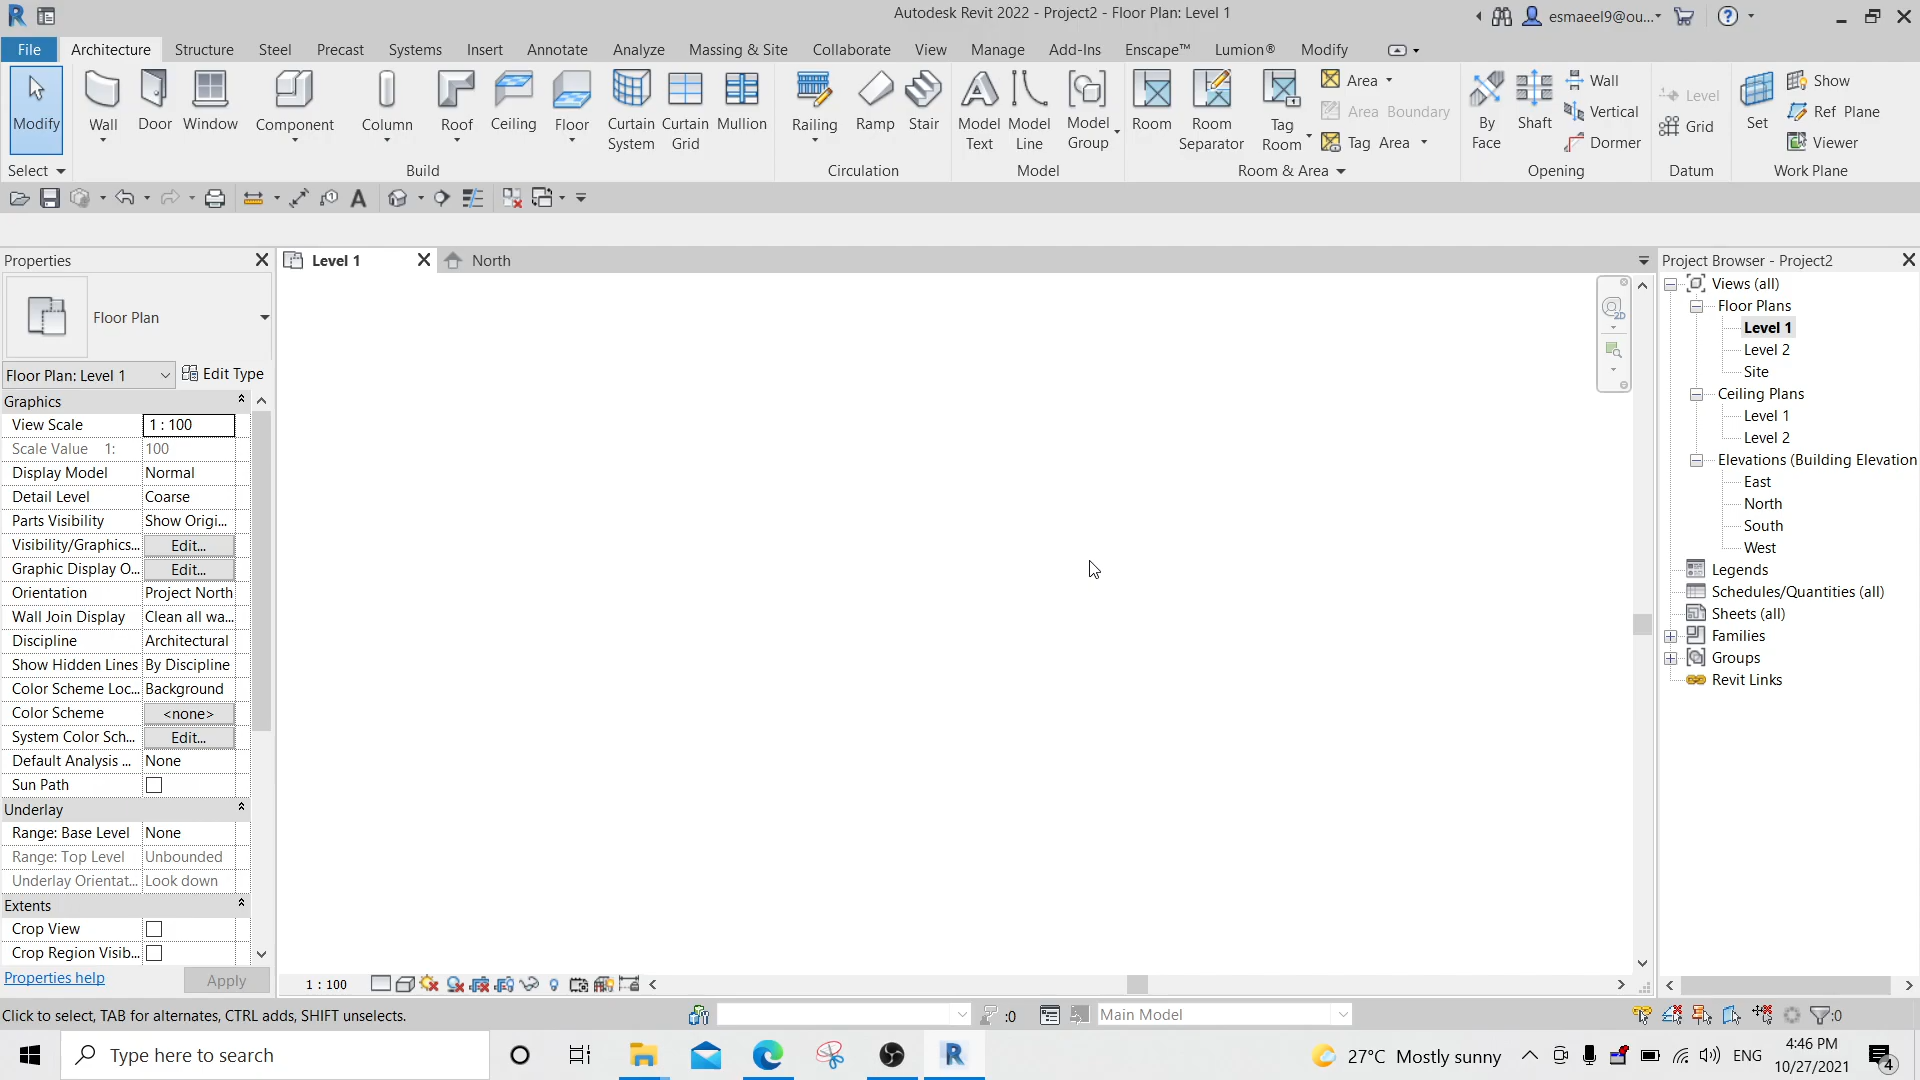 Autodesk Revit 2022 - Project2 - Floor Plan: Level 1
esmaeel9@ou...
File Architecture Structure Steel Precast Systems Insert Annotate Analyze Massing & Site Collaborate View Manage Add-Ins Enscape™ Lumion® Modify
Modify
Wall
Door
Window
Component
Column
Roof
Ceiling
Floor
Curtain System
Curtain Grid
Mullion
Railing
Ramp
Stair
Model Text
Model Line
Model Group
Room
Room Separator
Tag Room
Area
Area Boundary
Tag Area
By Face
Shaft
Wall
Vertical
Dormer
Level
Grid
Set
Show
Ref Plane
Viewer
Select Build Circulation Model Room & Area Opening Datum Work Plane
Properties
Floor Plan
Floor Plan: Level 1 Edit Type
Graphics
View Scale 1 : 100
Scale Value 1: 100
Display Model Normal
Detail Level Coarse
Parts Visibility Show Origi...
Visibility/Graphics... Edit...
Graphic Display O... Edit...
Orientation Project North
Wall Join Display Clean all wa...
Discipline Architectural
Show Hidden Lines By Discipline
Color Scheme Loc... Background
Color Scheme <none>
System Color Sch... Edit...
Default Analysis ... None
Sun Path
Underlay
Range: Base Level None
Range: Top Level Unbounded
Underlay Orientat... Look down
Extents
Crop View
Crop Region Visib...
Properties help Apply
Level 1 North
2D
1 : 100
Project Browser - Project2
Views (all)
Floor Plans
Level 1
Level 2
Site
Ceiling Plans
Level 1
Level 2
Elevations (Building Elevation
East
North
South
West
Legends
Schedules/Quantities (all)
Sheets (all)
Families
Groups
Revit Links
Click to select, TAB for alternates, CTRL adds, SHIFT unselects. :0 Main Model :0
Type here to search
27°C Mostly sunny
ENG
4:46 PM
10/27/2021
4